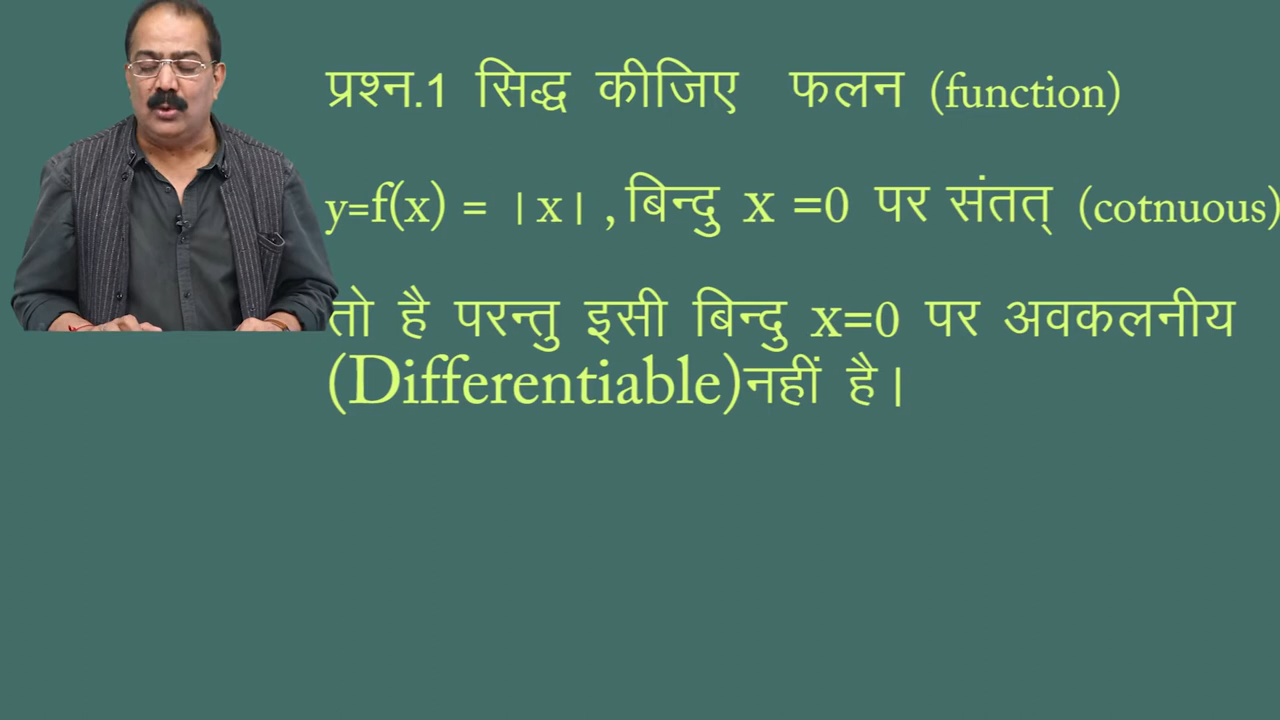 प्रश्न.1 सिद्ध कीजिए फलन (function)
y=f(x) = |x| , बिन्दु x =0 पर संतत् (cotnuous)
तो है परन्तु इसी बिन्दु x=0 पर अवकलनीय
(Differentiable)नहीं है |